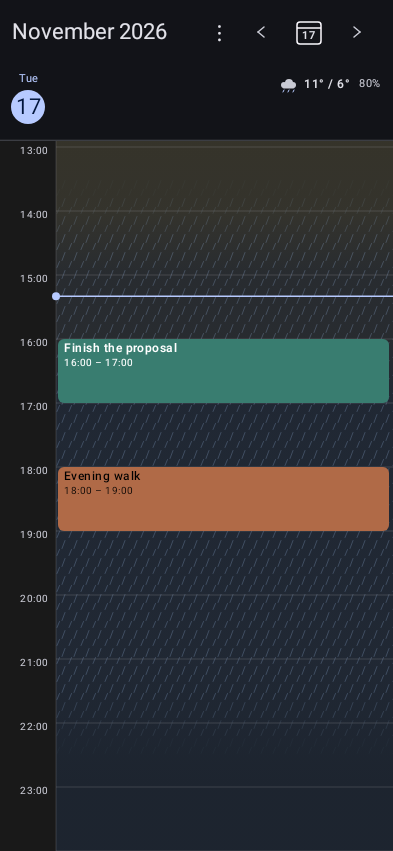 November 2026
17
Tue
17
11° / 6° 80%
13:00
14:00
15:00
16:00
Finish the proposal
16:00 – 17:00
17:00
18:00
Evening walk
18:00 – 19:00
19:00
20:00
21:00
22:00
23:00